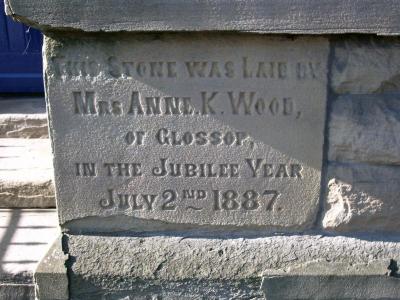 This Stone was Laid by
Mrs Anne. K. Wood,
of Glossop,
in the Jubilee Year
July 2nd 1887.